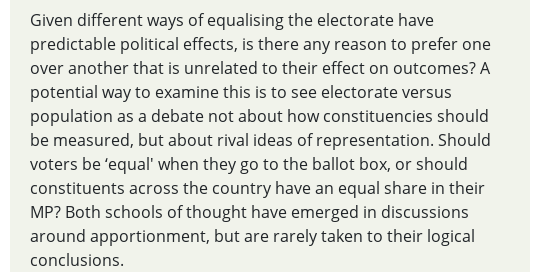 Given different ways of equalising the electorate have
predictable political effects, is there any reason to prefer one
over another that is unrelated to their effect on outcomes? A
potential way to examine this is to see electorate versus
population as a debate not about how constituencies should
be measured, but about rival ideas of representation. Should
voters be ‘equal' when they go to the ballot box, or should
constituents across the country have an equal share in their
MP? Both schools of thought have emerged in discussions
around apportionment, but are rarely taken to their logical
conclusions.